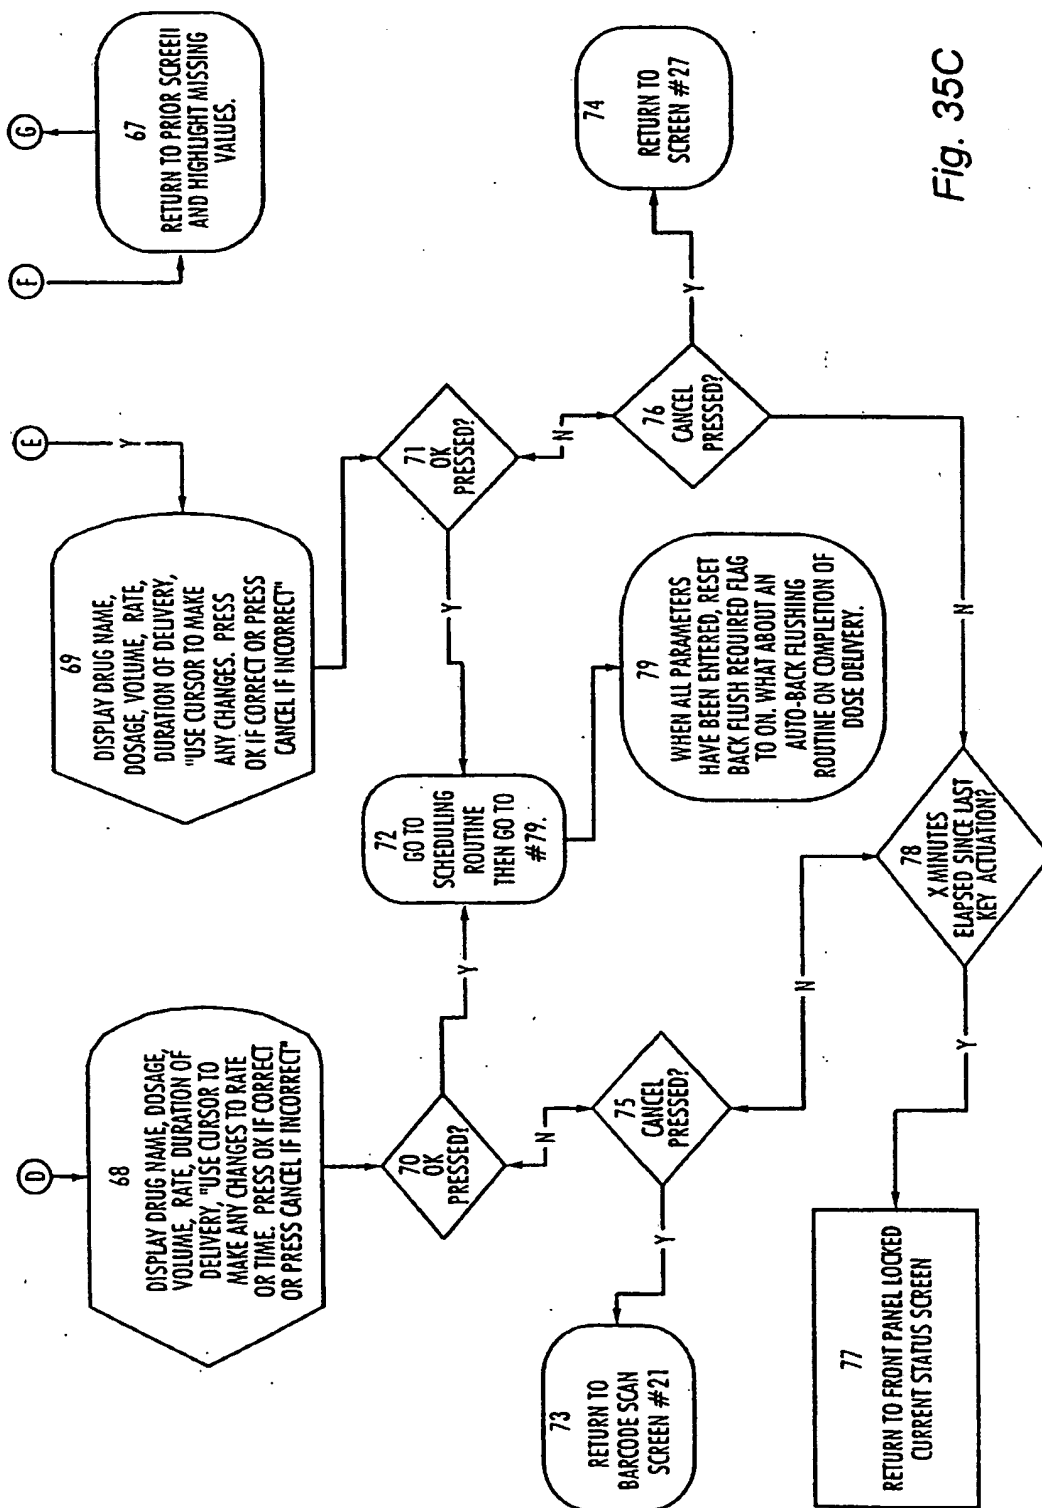 D
68
DISPLAY DRUG NAME, DOSAGE,
VOLUME, RATE, DURATION OF
DELIVERY, "USE CURSOR TO
MAKE ANY CHANGES TO RATE
OR TIME. PRESS OK IF CORRECT
OR PRESS CANCEL IF INCORRECT"
E
Y
69
DISPLAY DRUG NAME,
DOSAGE, VOLUME, RATE,
DURATION OF DELIVERY,
"USE CURSOR TO MAKE
ANY CHANGES. PRESS
OK IF CORRECT OR PRESS
CANCEL IF INCORRECT"
F
G
67
RETURN TO PRIOR SCREEN
AND HIGHLIGHT MISSING
VALUES.
70
OK
PRESSED?
Y
N
72
GO TO
SCHEDULING
ROUTINE
THEN GO TO
#79.
71
OK
PRESSED?
Y
N
73
RETURN TO
BARCODE SCAN
SCREEN #21
Y
75
CANCEL
PRESSED?
N
79
WHEN ALL PARAMETERS
HAVE BEEN ENTERED, RESET
BACK FLUSH REQUIRED FLAG
TO ON. WHAT ABOUT AN
AUTO-BACK FLUSHING
ROUTINE ON COMPLETION OF
DOSE DELIVERY.
76
CANCEL
PRESSED?
Y
N
74
RETURN TO
SCREEN #27
77
RETURN TO FRONT PANEL LOCKED
CURRENT STATUS SCREEN
Y
78
X MINUTES
ELAPSED SINCE LAST
KEY ACTUATION?
Fig. 35C